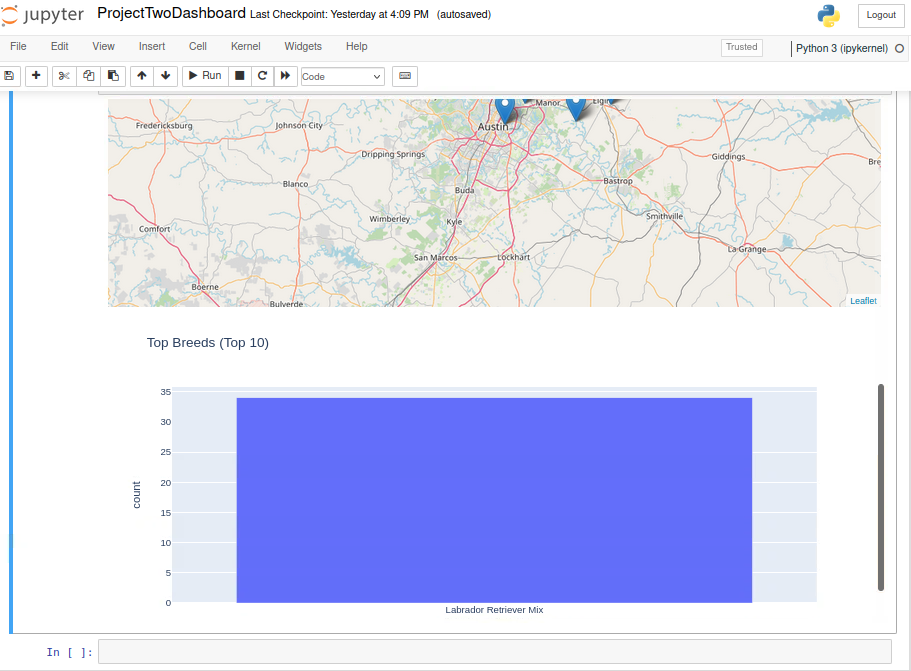 jupyter ProjectTwoDashboard Last Checkpoint: Yesterday at 4:09 PM (autosaved)
Logout
File Edit View Insert Cell Kernel Widgets Help
Trusted
Python 3 (ipykernel)
Run
Code
Manor
Elgin
Austin
Fredericksburg
Johnson City
Dripping Springs
Giddings
Bre
Blanco
Buda
Bastrop
Wimberley
Kyle
Smithville
Comfort
San Marcos
Lockhart
La Grange
Boerne
Bulverde
Leaflet
Top Breeds (Top 10)
35
30
25
20
15
10
5
0
count
Labrador Retriever Mix
In [ ]: